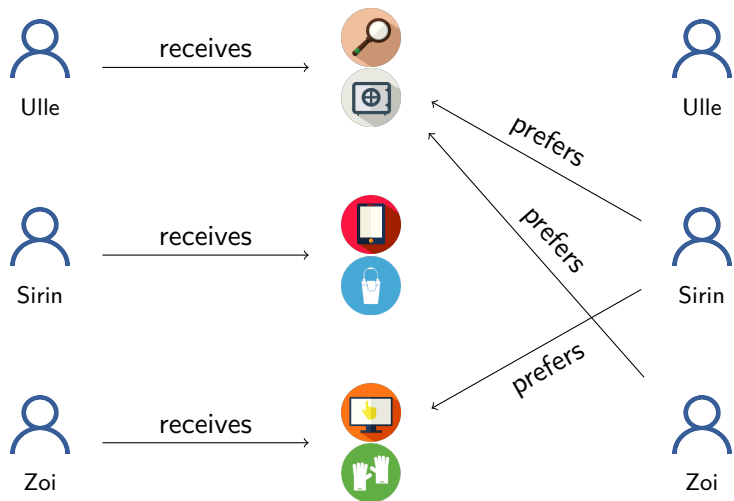 receives
Ulle
Ulle
prefers
receives
prefers
Sirin
Sirin
prefers
receives
Zoi
Zoi